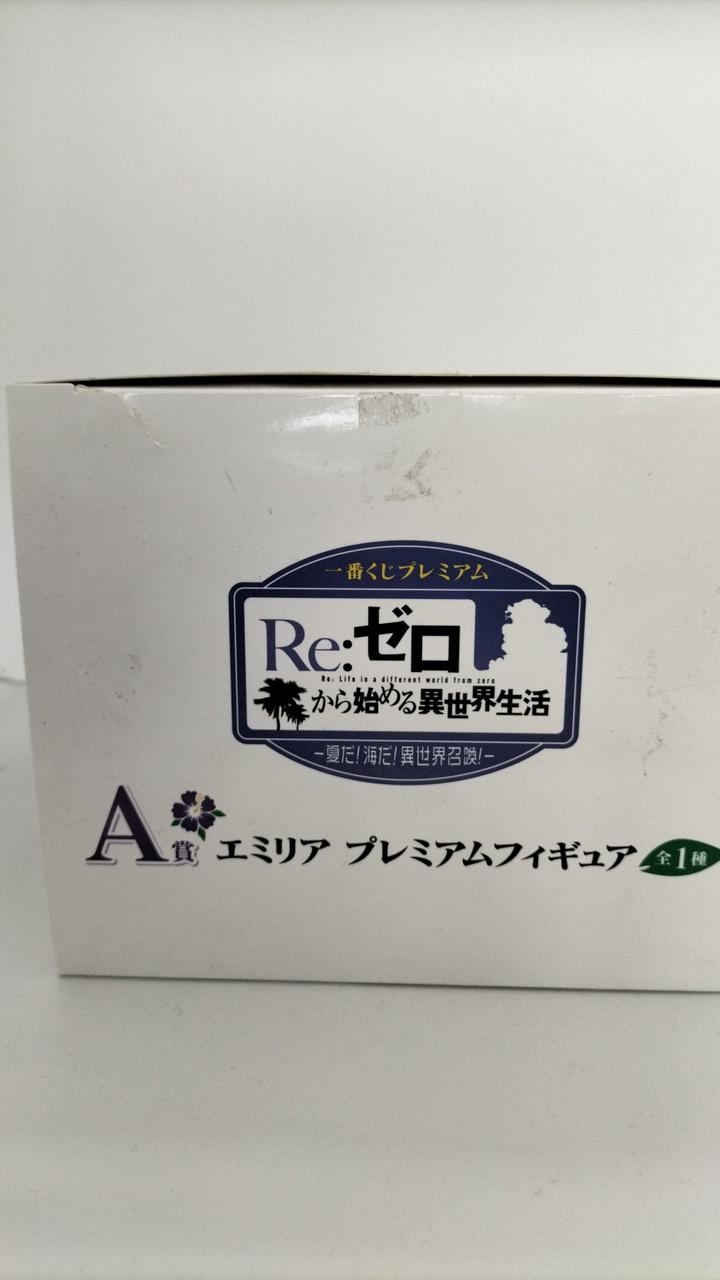 一番くじプレミアム
Re:ゼロ
Re: Life in a different world from zero
から始める異世界生活
−夏だ!海だ!異世界召喚!−
A賞 エミリア プレミアムフィギュア 全1種